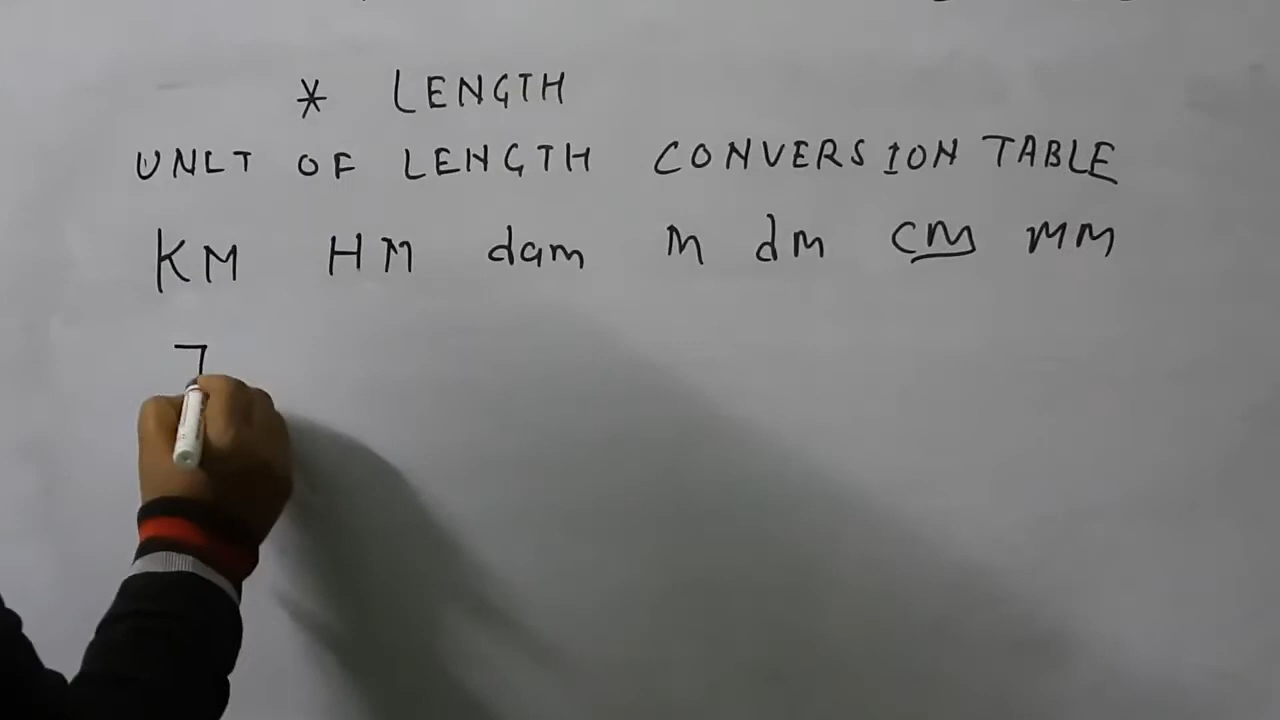 * LENGTH
UNLT OF LENGTH CONVERSION TABLE
KM HM dam m dm cm MM
7